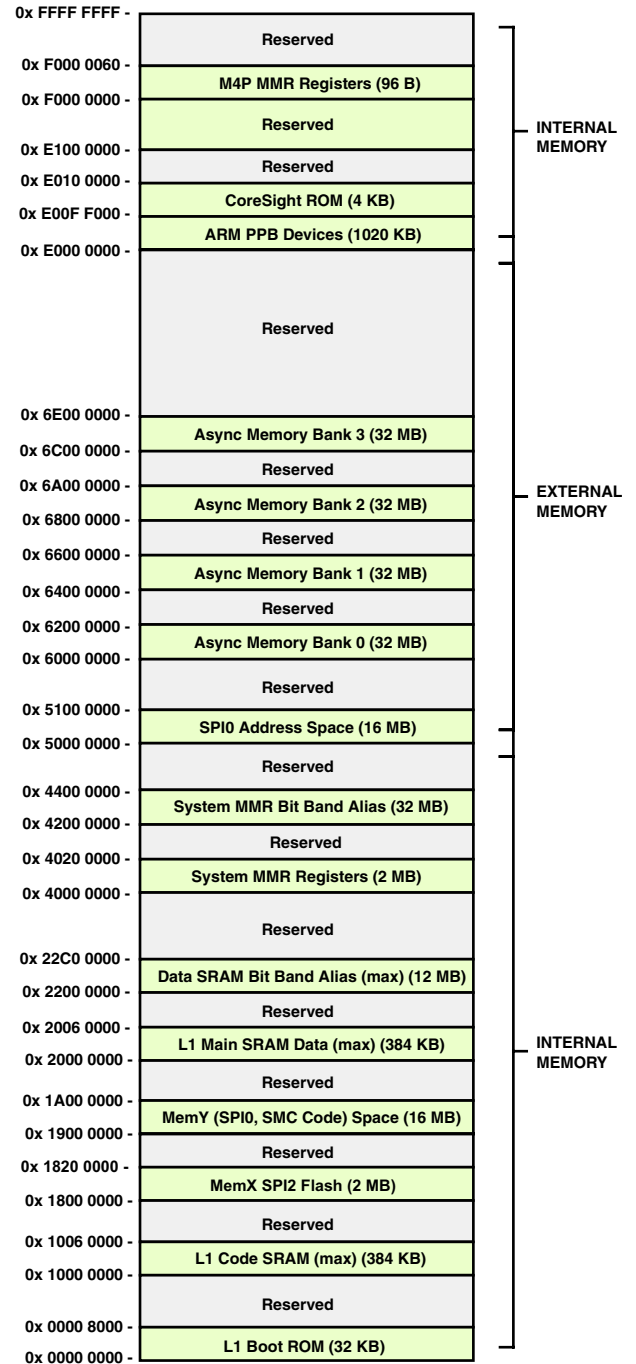 0x FFFF FFFF -
Reserved
0x F000 0060 -
M4P MMR Registers (96 B)
0x F000 0000 -
Reserved
INTERNAL
MEMORY
0x E100 0000 -
Reserved
0x E010 0000 -
CoreSight ROM (4 KB)
0x E00F F000 -
ARM PPB Devices (1020 KB)
0x E000 0000 -
Reserved
0x 6E00 0000 -
Async Memory Bank 3 (32 MB)
0x 6C00 0000 -
Reserved
0x 6A00 0000 -
Async Memory Bank 2 (32 MB)
EXTERNAL
MEMORY
0x 6800 0000 -
Reserved
0x 6600 0000 -
Async Memory Bank 1 (32 MB)
0x 6400 0000 -
Reserved
0x 6200 0000 -
Async Memory Bank 0 (32 MB)
0x 6000 0000 -
Reserved
0x 5100 0000 -
SPI0 Address Space (16 MB)
0x 5000 0000 -
Reserved
0x 4400 0000 -
System MMR Bit Band Alias (32 MB)
0x 4200 0000 -
Reserved
0x 4020 0000 -
System MMR Registers (2 MB)
0x 4000 0000 -
Reserved
0x 22C0 0000 -
Data SRAM Bit Band Alias (max) (12 MB)
0x 2200 0000 -
Reserved
0x 2006 0000 -
L1 Main SRAM Data (max) (384 KB)
INTERNAL
MEMORY
0x 2000 0000 -
Reserved
0x 1A00 0000 -
MemY (SPI0, SMC Code) Space (16 MB)
0x 1900 0000 -
Reserved
0x 1820 0000 -
MemX SPI2 Flash (2 MB)
0x 1800 0000 -
Reserved
0x 1006 0000 -
L1 Code SRAM (max) (384 KB)
0x 1000 0000 -
Reserved
0x 0000 8000 -
L1 Boot ROM (32 KB)
0x 0000 0000 -